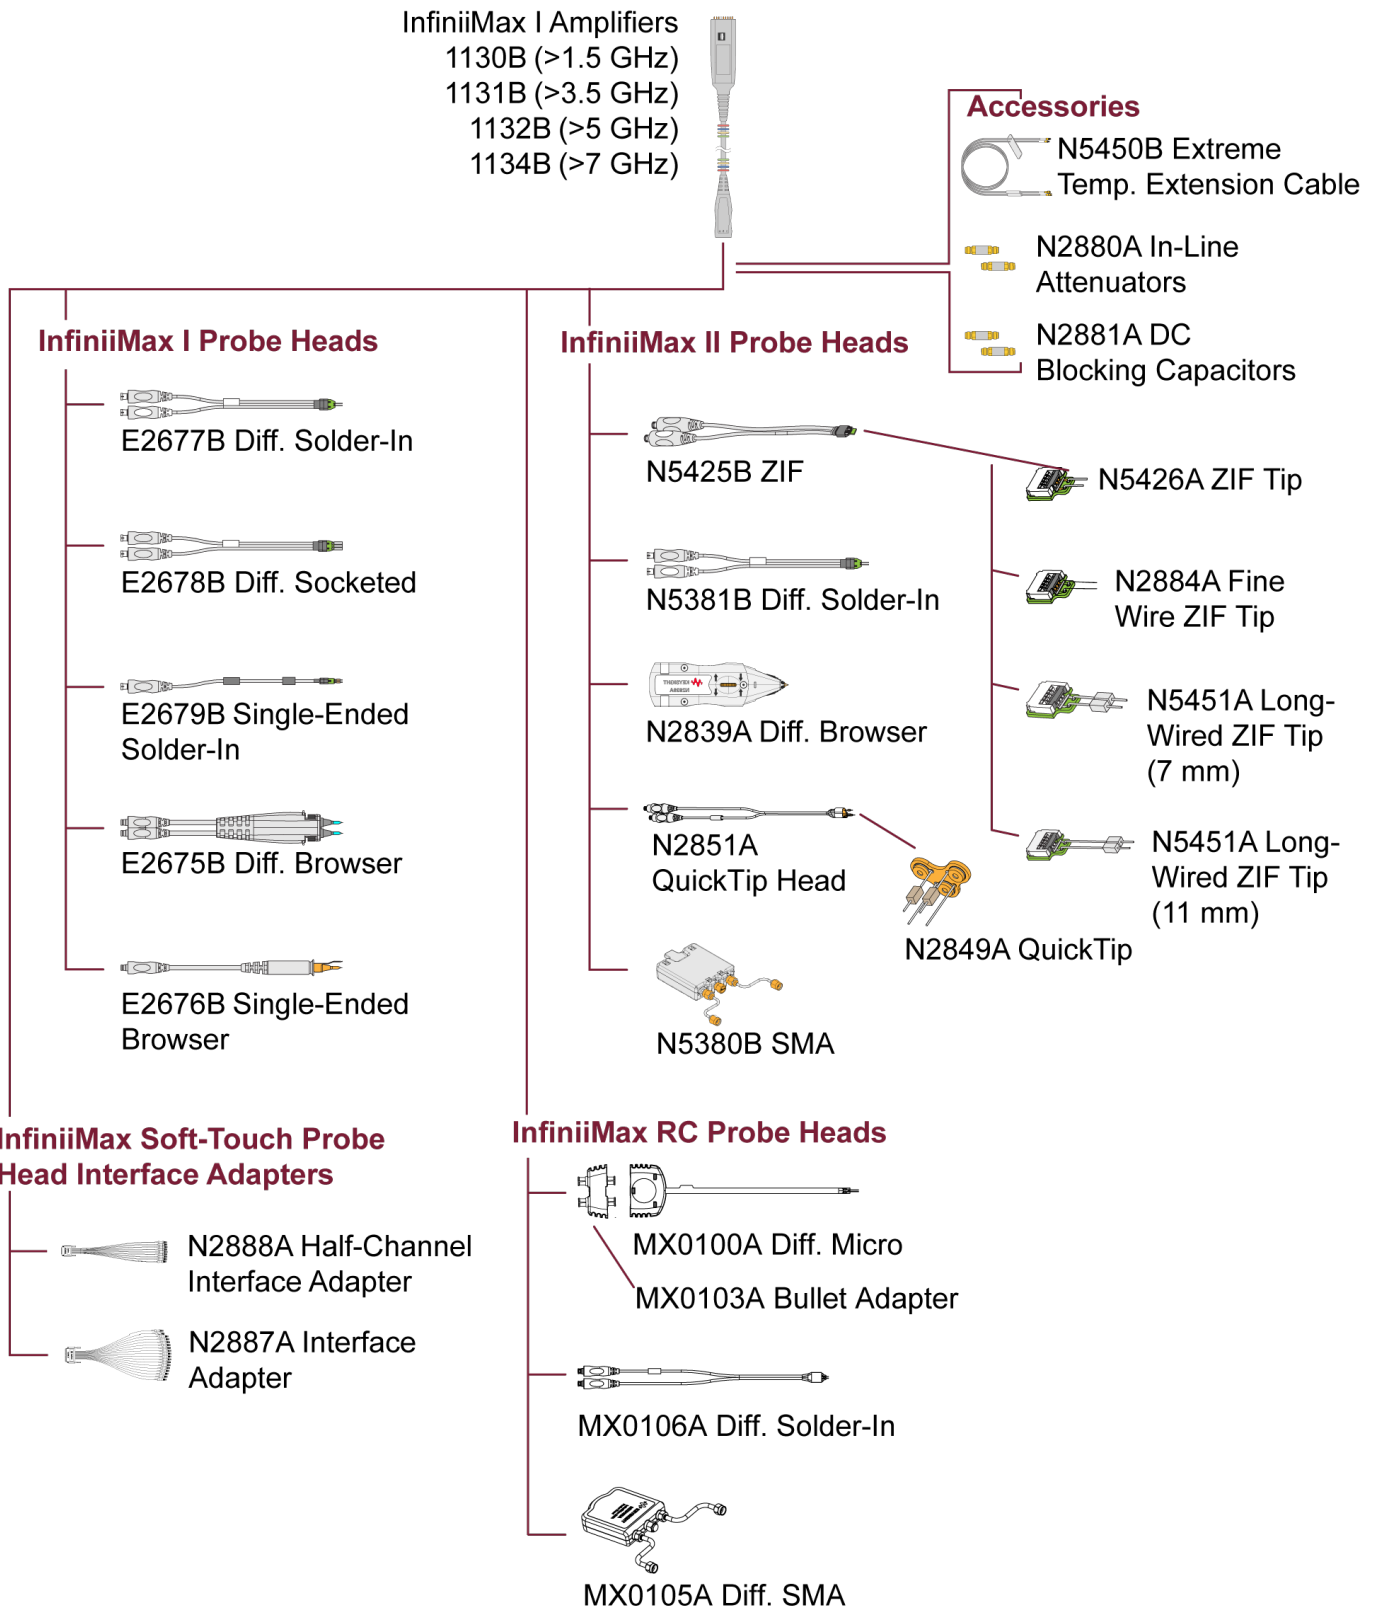 InfiniiMax I Amplifiers
1130B (>1.5 GHz)
1131B (>3.5 GHz)
1132B (>5 GHz)
1134B (>7 GHz)
Accessories
N5450B Extreme
Temp. Extension Cable
N2880A In-Line
Attenuators
N2881A DC
Blocking Capacitors
InfiniiMax I Probe Heads
E2677B Diff. Solder-In
E2678B Diff. Socketed
E2679B Single-Ended
Solder-In
E2675B Diff. Browser
E2676B Single-Ended
Browser
InfiniiMax II Probe Heads
N5425B ZIF
N5381B Diff. Solder-In
KEYSIGHT
N2839A Diff. Browser
N2851A
QuickTip Head
N2849A QuickTip
N5380B SMA
N5426A ZIF Tip
N2884A Fine
Wire ZIF Tip
N5451A Long-
Wired ZIF Tip
(7 mm)
N5451A Long-
Wired ZIF Tip
(11 mm)
InfiniiMax Soft-Touch Probe
Head Interface Adapters
N2888A Half-Channel
Interface Adapter
N2887A Interface
Adapter
InfiniiMax RC Probe Heads
MX0100A Diff. Micro
MX0103A Bullet Adapter
MX0106A Diff. Solder-In
MX0105A Diff. SMA